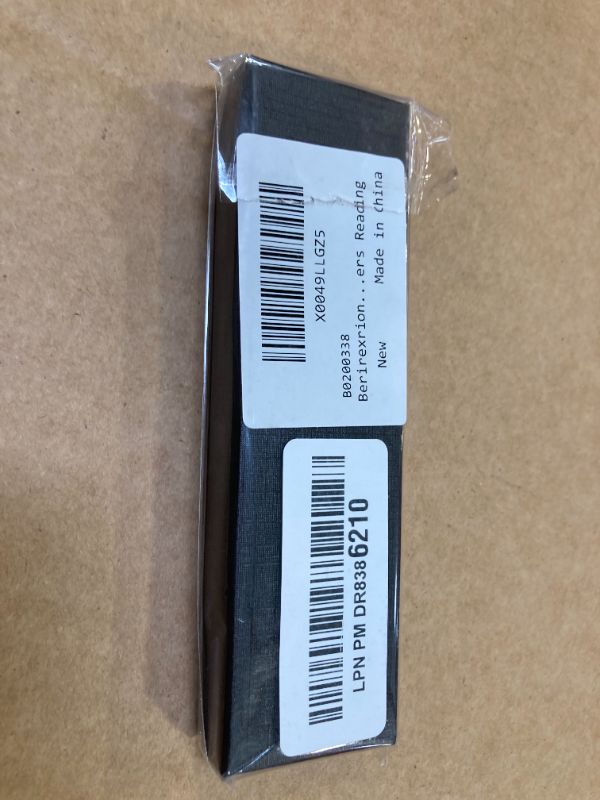 X0049LLGZ5
B0200338
Berirexrion...ers Reading
New Made in China
LPN PM DR8386210